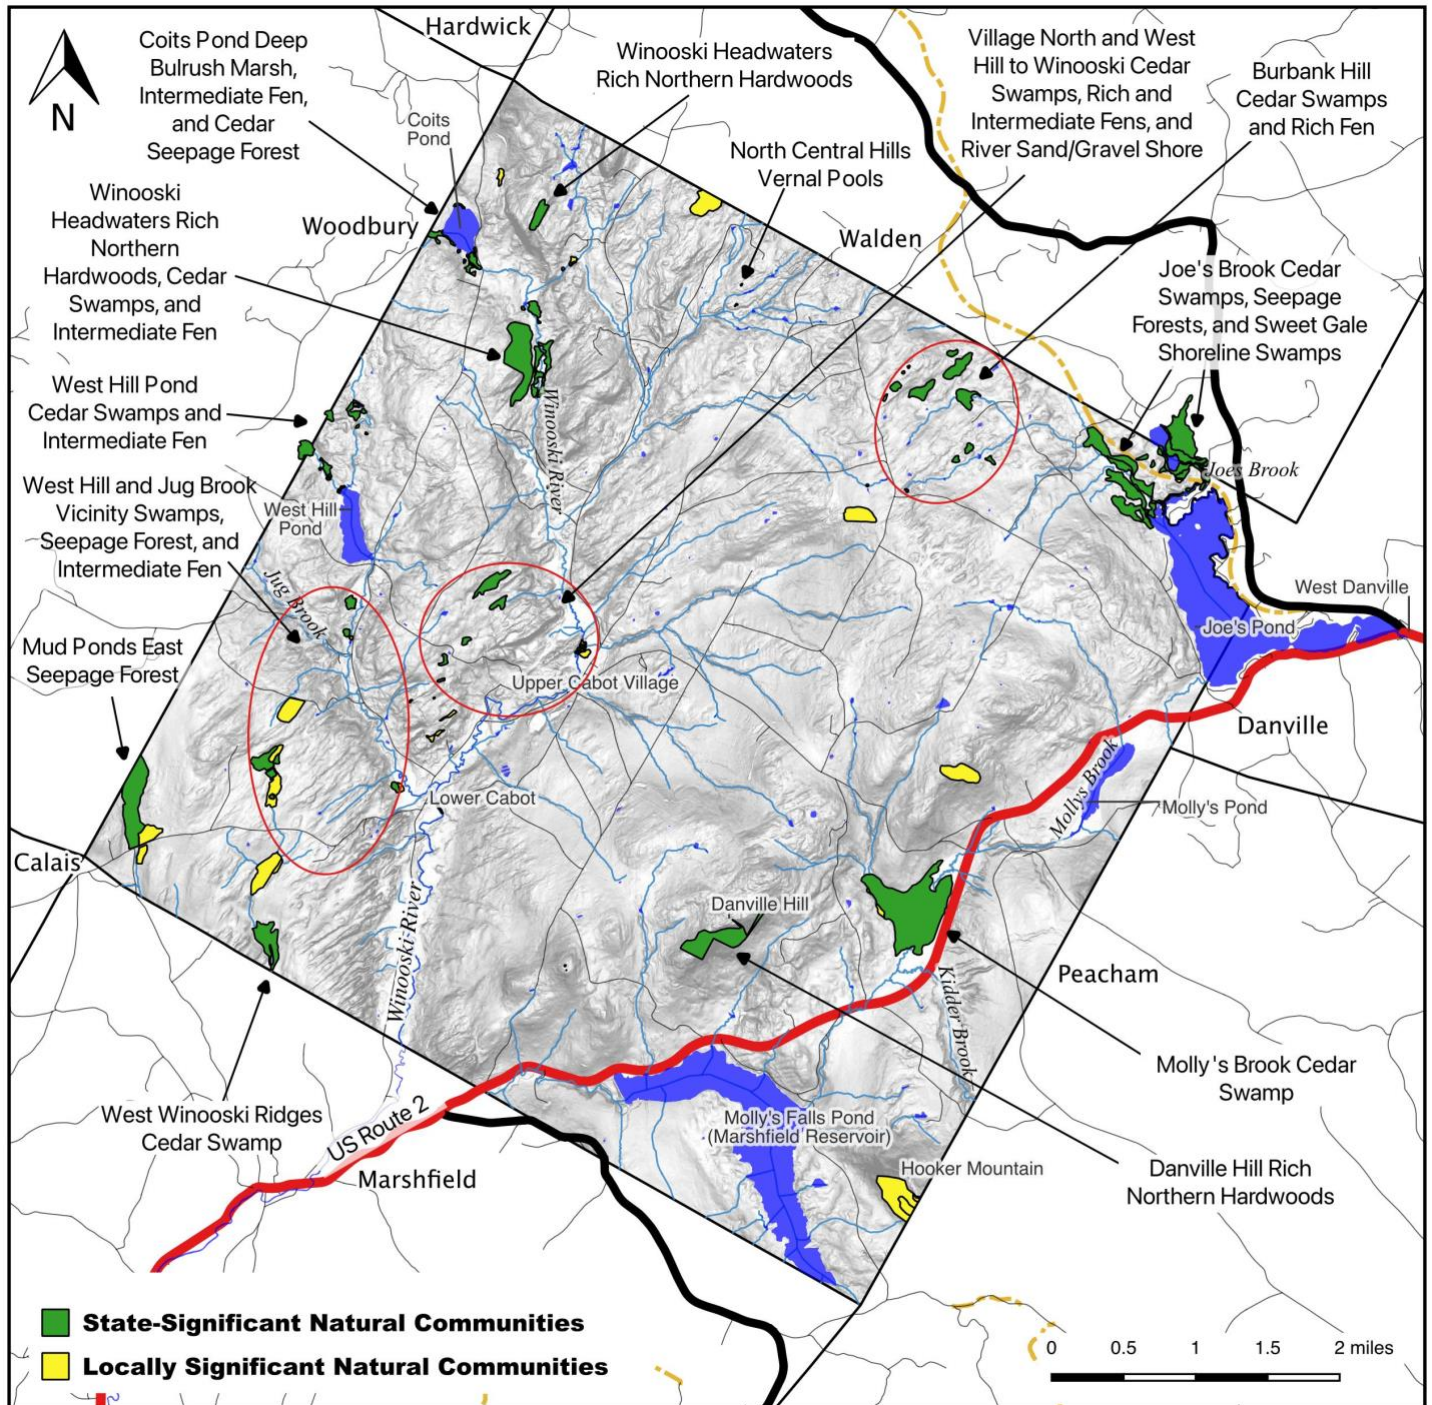 Hardwick
N
Coits Pond Deep
Bulrush Marsh,
Intermediate Fen,
and Cedar
Seepage Forest
Winooski Headwaters
Rich Northern Hardwoods
Village North and West
Hill to Winooski Cedar
Swamps, Rich and
Intermediate Fens, and
River Sand/Gravel Shore
Burbank Hill
Cedar Swamps
and Rich Fen
Coits
Pond
North Central Hills
Vernal Pools
Winooski
Headwaters Rich
Northern
Hardwoods, Cedar
Swamps, and
Intermediate Fen
Woodbury
Walden
Joe's Brook Cedar
Swamps, Seepage
Forests, and Sweet Gale
Shoreline Swamps
West Hill Pond
Cedar Swamps and
Intermediate Fen
Winooski River
Joes Brook
West Hill and Jug Brook
Vicinity Swamps,
Seepage Forest, and
Intermediate Fen
West Hill
Pond
Jug Brook
West Danville
Joe's Pond
Mud Ponds East
Seepage Forest
Upper Cabot Village
Danville
Mollys Brook
Molly's Pond
Lower Cabot
Calais
Winooski River
Danville Hill
Peacham
Kidder Brook
Molly's Brook Cedar
Swamp
West Winooski Ridges
Cedar Swamp
US Route 2
Molly's Falls Pond
(Marshfield Reservoir)
Marshfield
Hooker Mountain
Danville Hill Rich
Northern Hardwoods
State-Significant Natural Communities
Locally Significant Natural Communities
0 0.5 1 1.5 2 miles